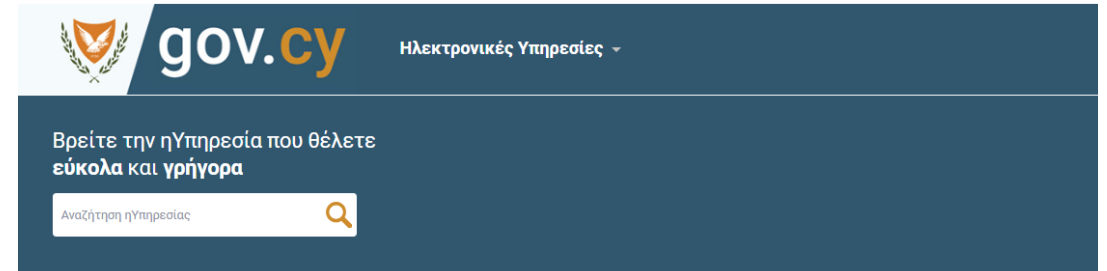 gov.cy
Ηλεκτρονικές Υπηρεσίες
Βρείτε την ηΥπηρεσία που θέλετε
εύκολα και γρήγορα
Αναζήτηση ηΥπηρεσίας